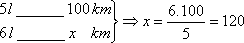 5l ______ 100 km
6l ______ x km } ⇒ x = 6.100 / 5 = 120